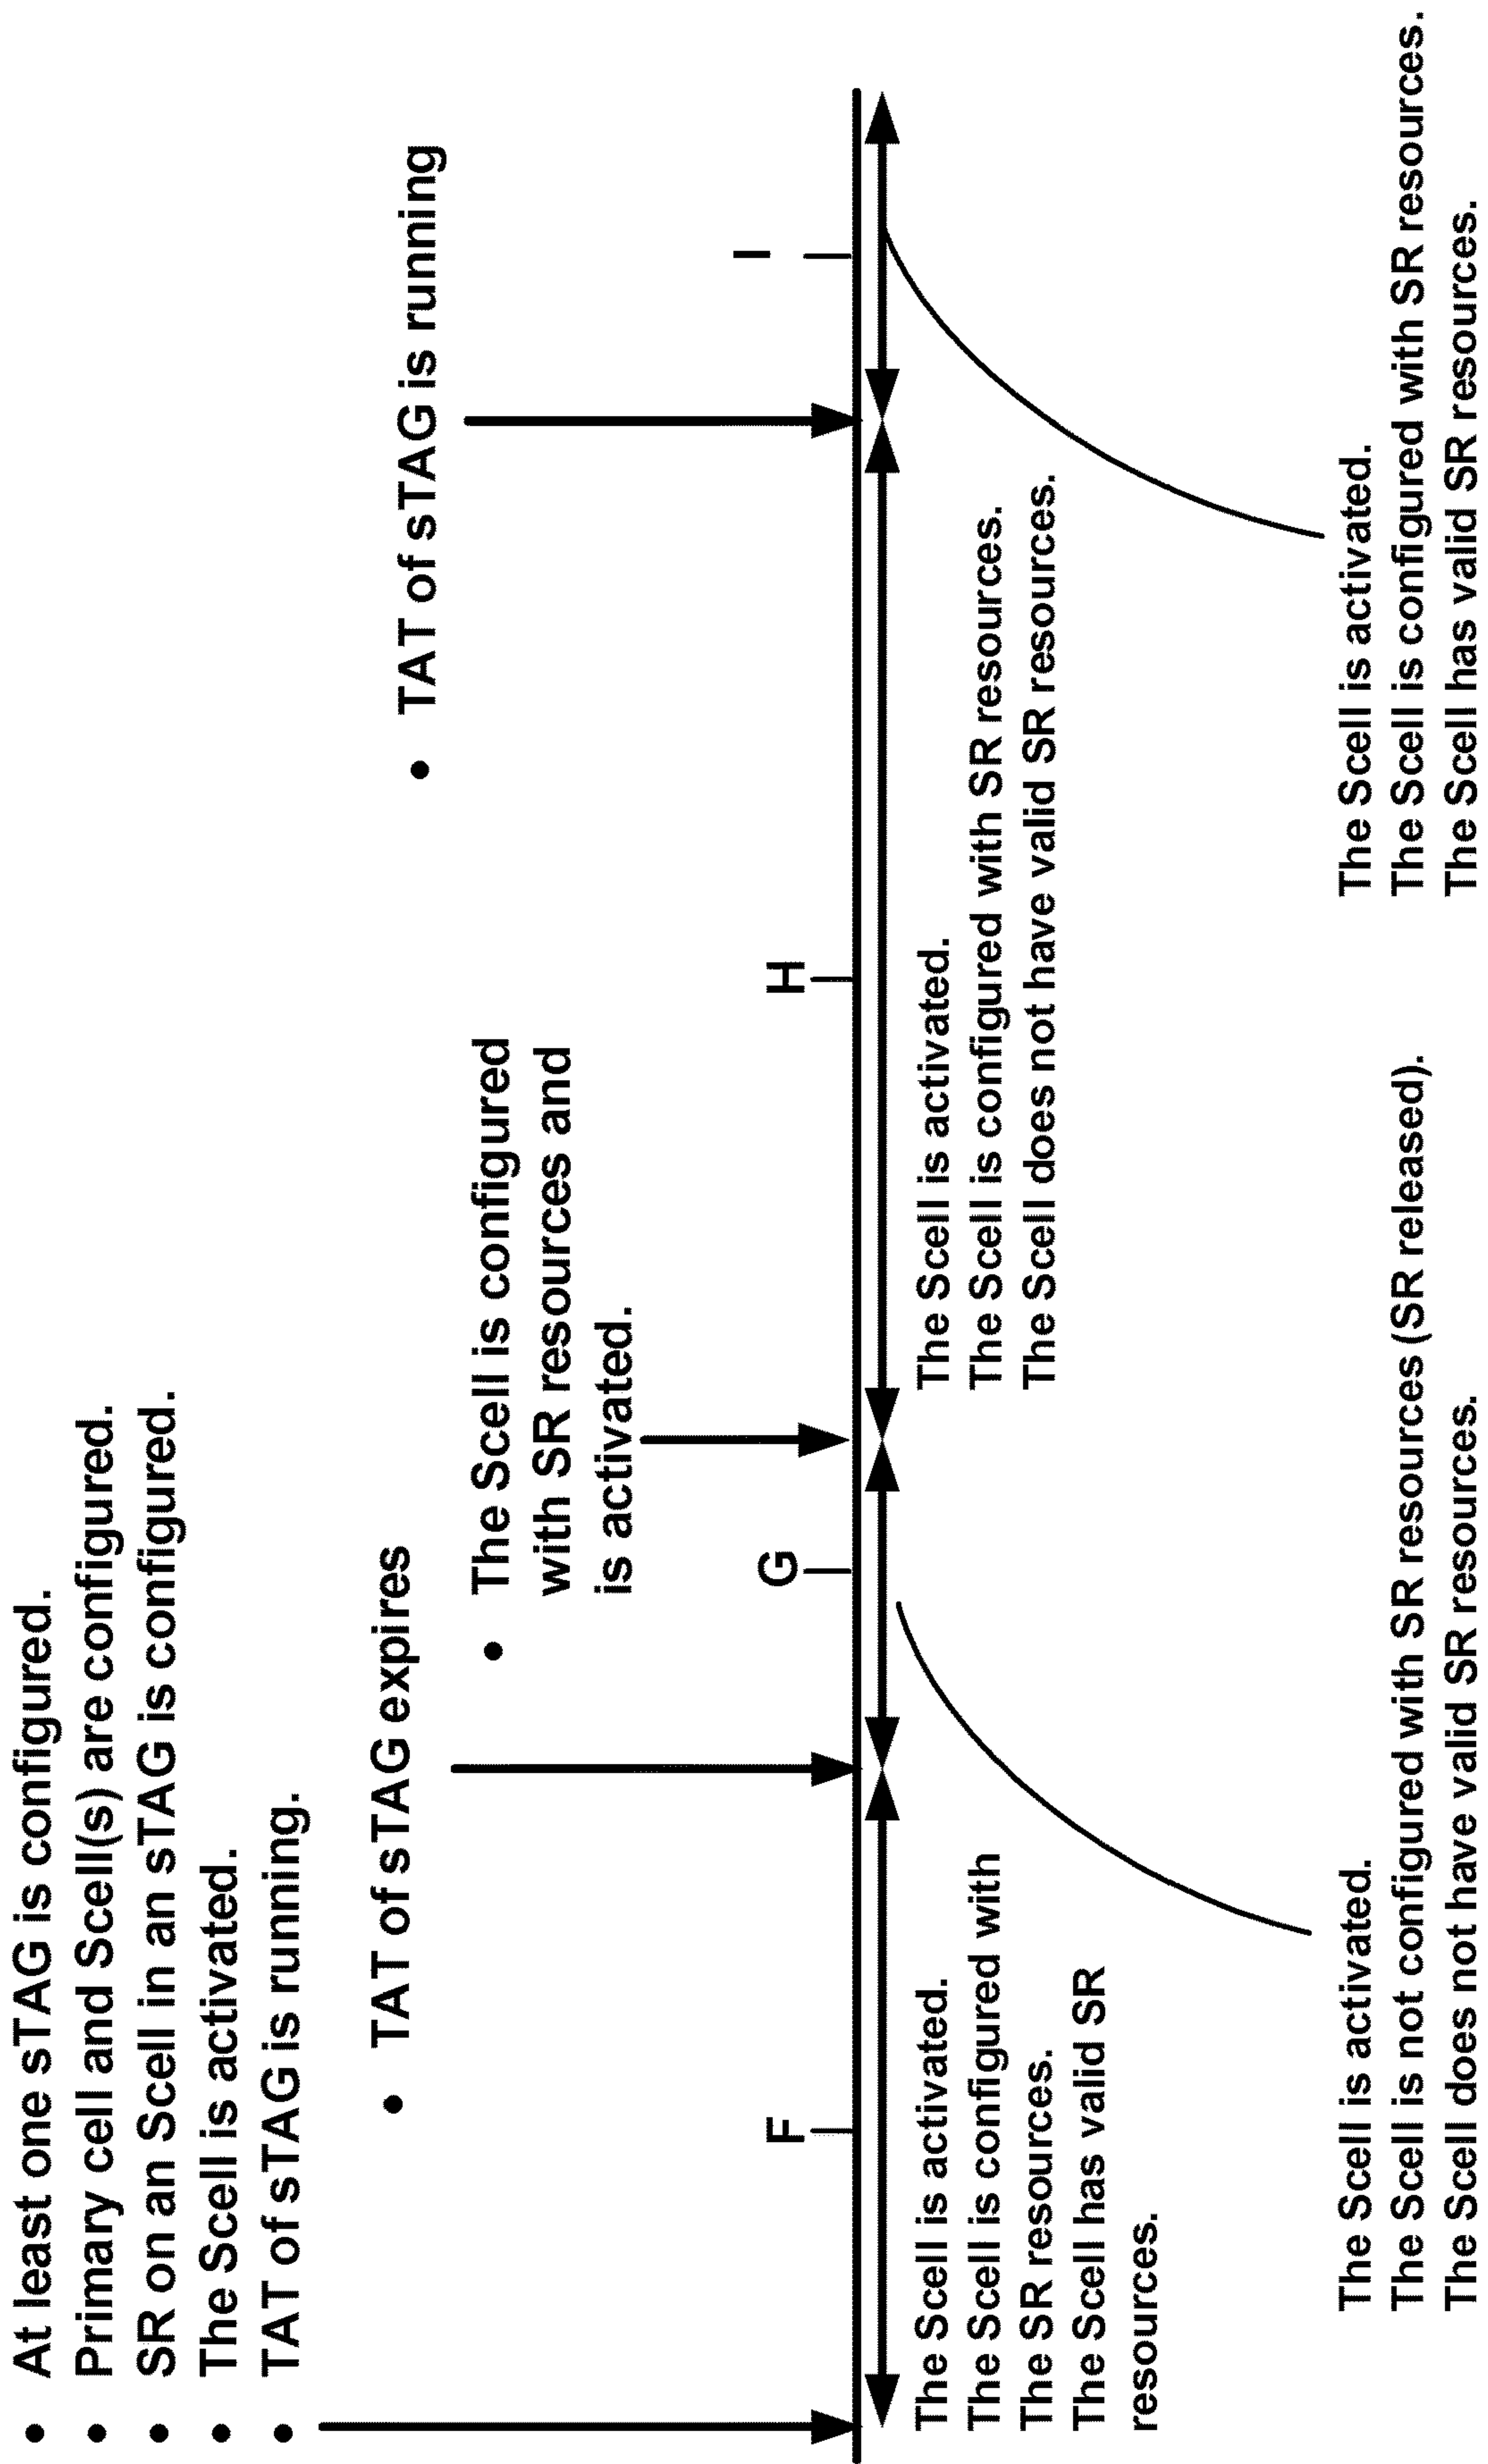 • At least one sTAG is configured.
• Primary cell and Scell(s) are configured.
• SR on an Scell in an sTAG is configured.
• The Scell is activated.
• TAT of sTAG is running.
• TAT of sTAG expires
• The Scell is configured
with SR resources and
is activated.
• TAT of sTAG is running
F
G
H
I
The Scell is activated.
The Scell is configured with
the SR resources.
The Scell has valid SR
resources.
The Scell is activated.
The Scell is configured with SR resources.
The Scell does not have valid SR resources.
The Scell is activated.
The Scell is not configured with SR resources (SR released).
The Scell does not have valid SR resources.
The Scell is activated.
The Scell is configured with SR resources.
The Scell has valid SR resources.